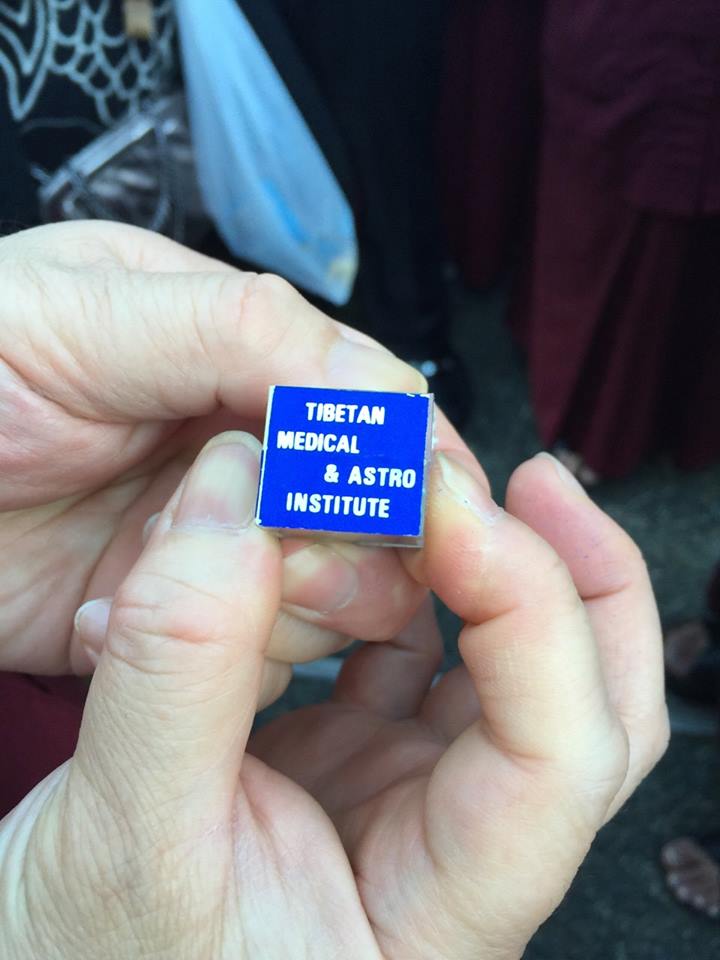 TIBETAN
MEDICAL
& ASTRO
INSTITUTE